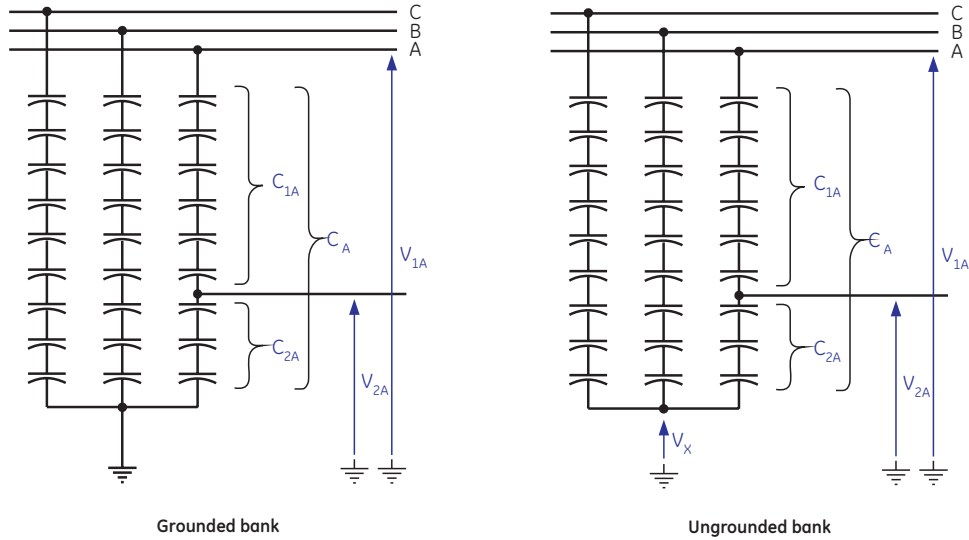 C
B
A
C1A
CA
V1A
C2A
V2A
Grounded bank
C
B
A
C1A
CA
V1A
C2A
V2A
VX
Ungrounded bank